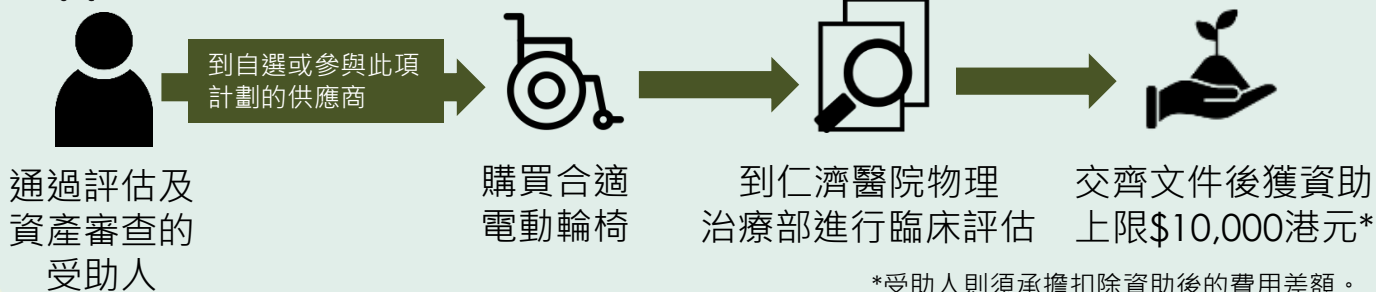 到自選或參與此項
計劃的供應商
通過評估及
資產審查的
受助人
購買合適
電動輪椅
到仁濟醫院物理
治療部進行臨床評估
交齊文件後獲資助
上限$10,000港元*
*受助人則須承擔扣除資助後的費用差額。